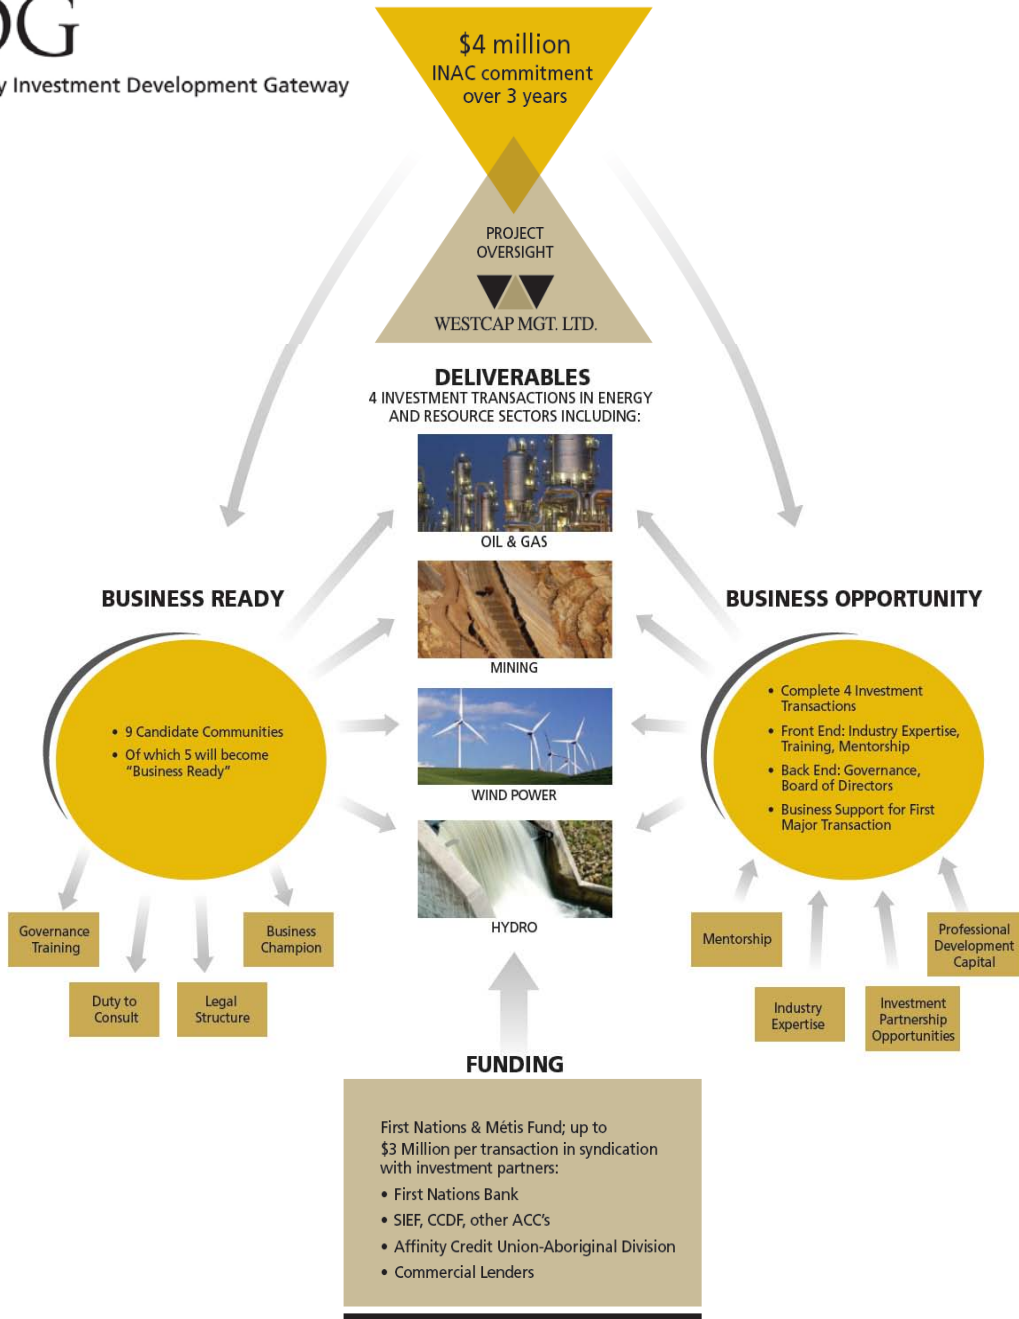 DG
y Investment Development Gateway
$4 million
INAC commitment
over 3 years
PROJECT
OVERSIGHT
WESTCAP MGT. LTD.
DELIVERABLES
4 INVESTMENT TRANSACTIONS IN ENERGY
AND RESOURCE SECTORS INCLUDING:
OIL & GAS
MINING
WIND POWER
HYDRO
BUSINESS READY
• 9 Candidate Communities
• Of which 5 will become
“Business Ready”
Governance
Training
Duty to
Consult
Legal
Structure
Business
Champion
BUSINESS OPPORTUNITY
• Complete 4 Investment
Transactions
• Front End: Industry Expertise,
Training, Mentorship
• Back End: Governance,
Board of Directors
• Business Support for First
Major Transaction
Mentorship
Industry
Expertise
Investment
Partnership
Opportunities
Professional
Development
Capital
FUNDING
First Nations & Métis Fund; up to
$3 Million per transaction in syndication
with investment partners:
• First Nations Bank
• SIEF, CCDF, other ACC’s
• Affinity Credit Union-Aboriginal Division
• Commercial Lenders